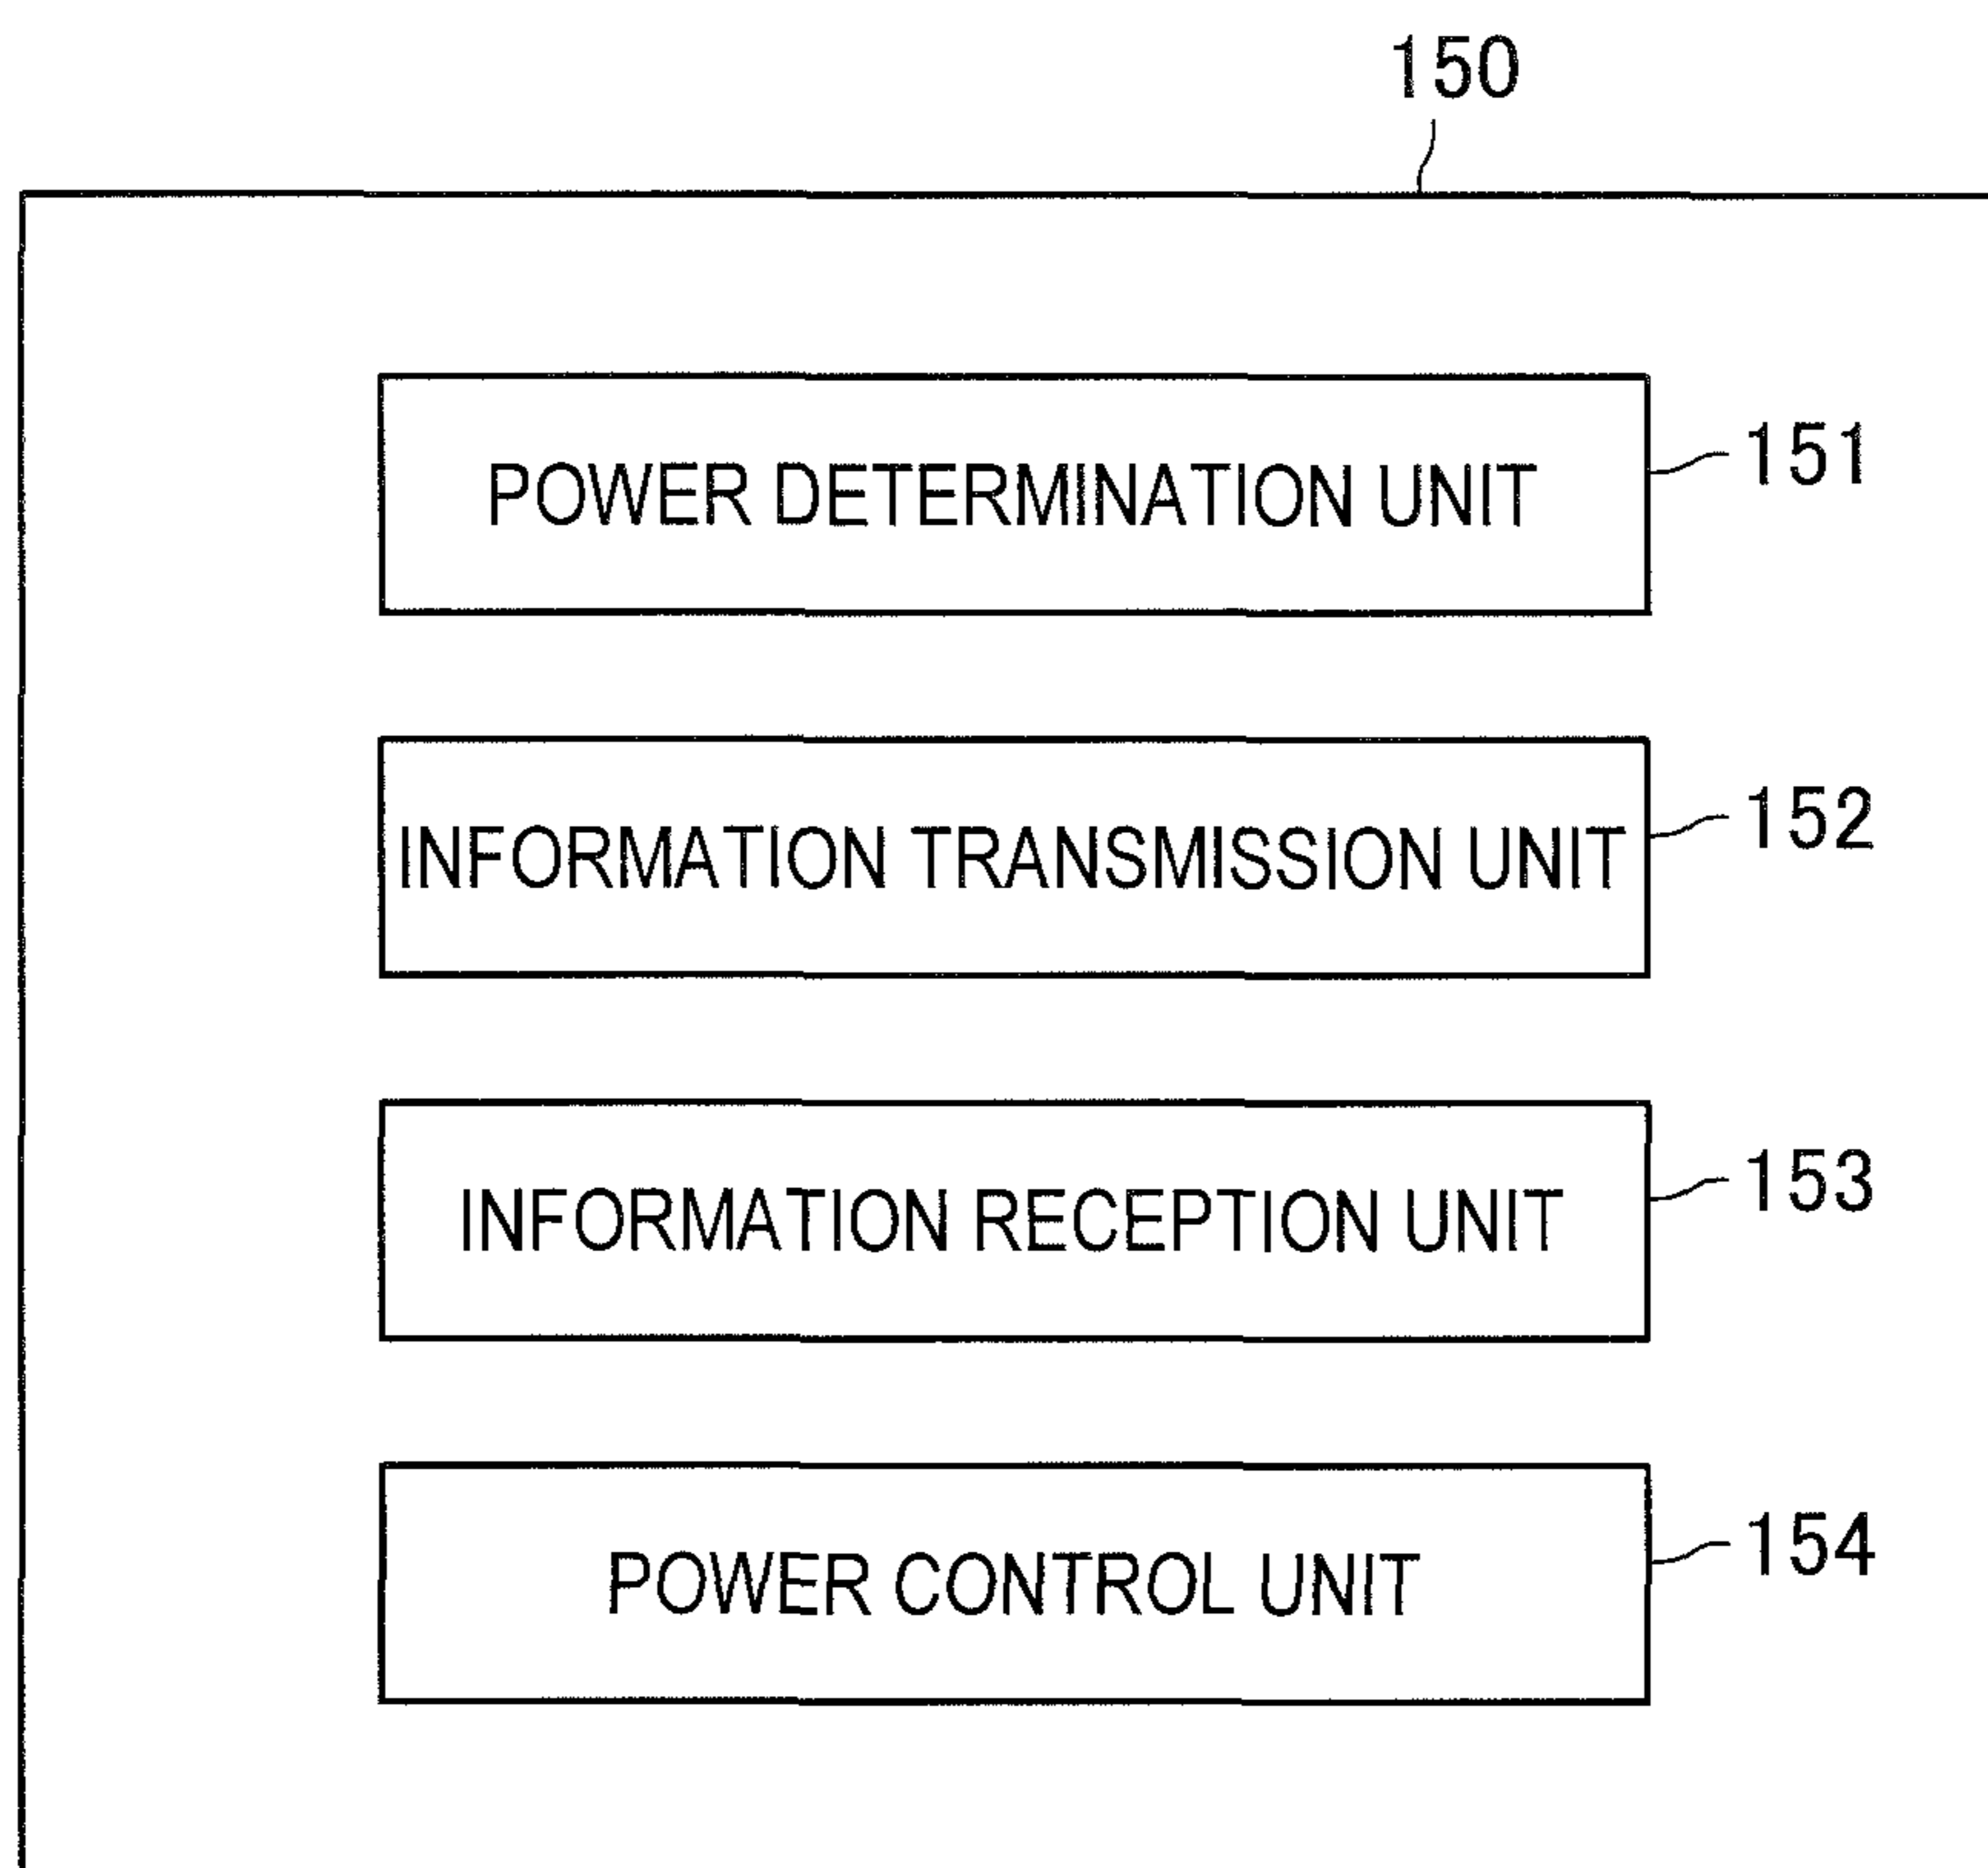 150
POWER DETERMINATION UNIT 151
INFORMATION TRANSMISSION UNIT 152
INFORMATION RECEPTION UNIT 153
POWER CONTROL UNIT 154